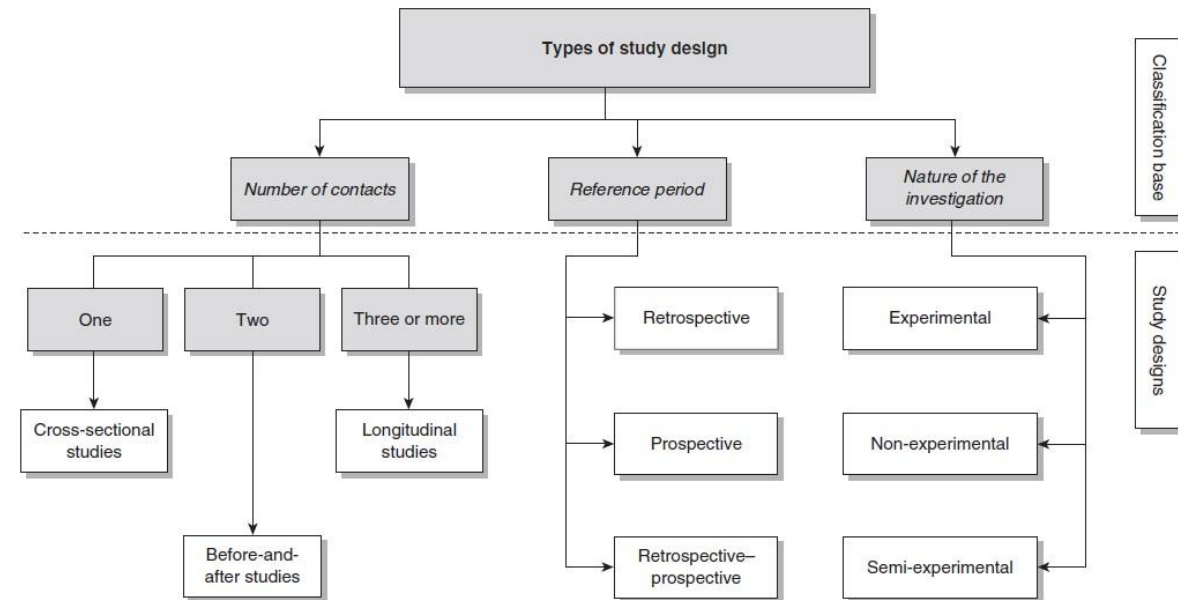 Types of study design
Classification base
Number of contacts
Reference period
Nature of the
investigation
Study designs
One
Two
Three or more
Retrospective
Experimental
Cross-sectional
studies
Longitudinal
studies
Prospective
Non-experimental
Before-and-
after studies
Retrospective–
prospective
Semi-experimental